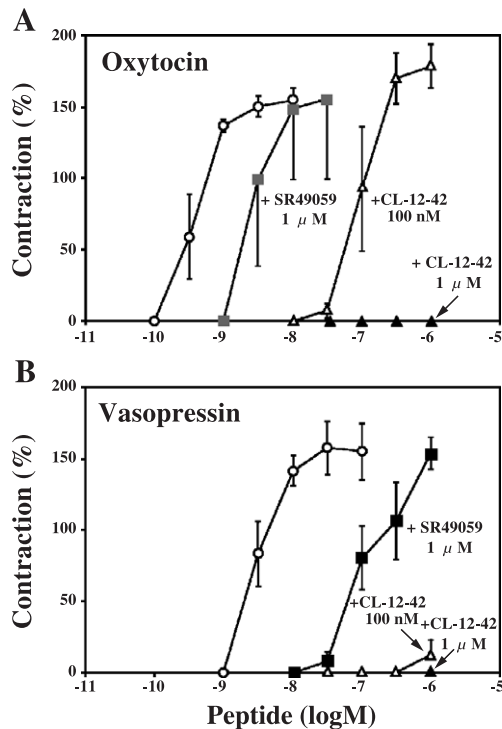 A
Oxytocin
Contraction (%)
200
150
100
50
0
+ SR49059
1 μ M
+CL-12-42
100 nM
+ CL-12-42
1 μ M
-11
-10
-9
-8
-7
-6
-5
B
Vasopressin
Contraction (%)
200
150
100
50
0
+ SR49059
1 μ M
+CL-12-42
100 nM
+CL-12-42
1 μ M
-11
-10
-9
-8
-7
-6
-5
Peptide (logM)